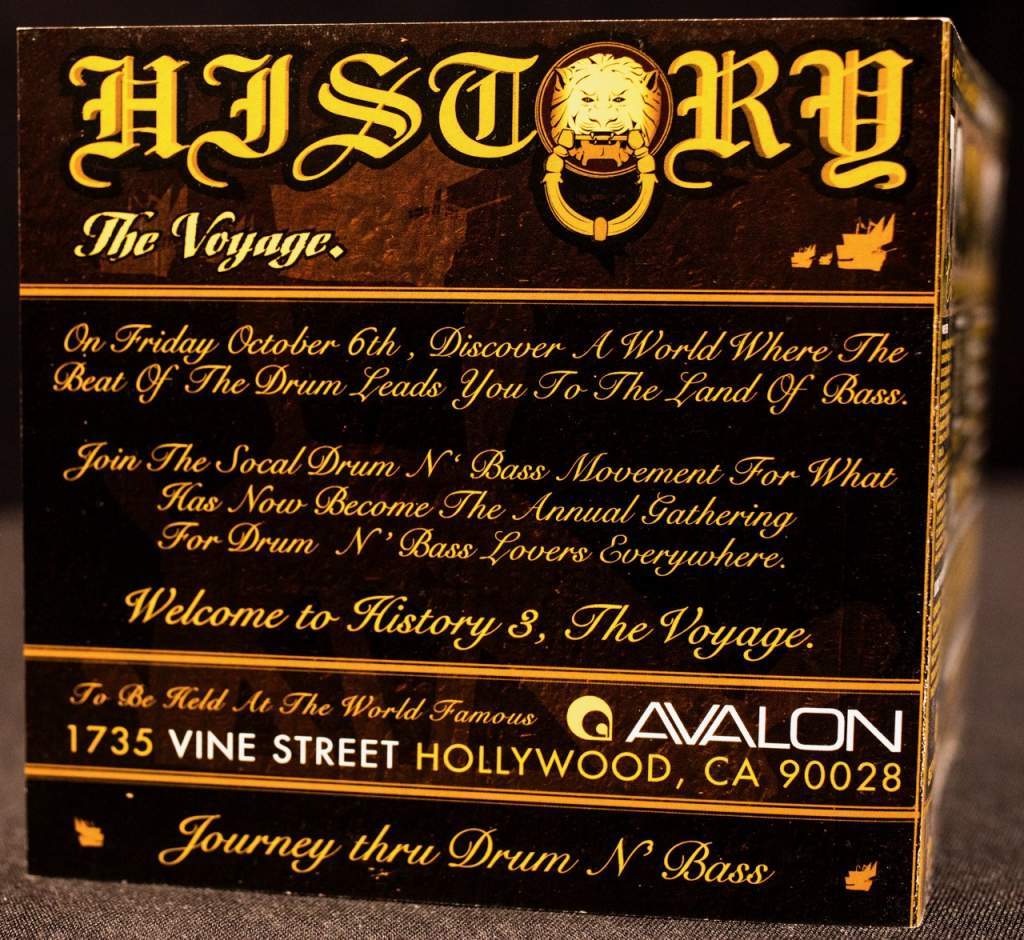 HISTORY
The Voyage.
On Friday October 6th , Discover A World Where The
Beat Of The Drum Leads You To The Land Of Bass.
Join The Socal Drum N‘ Bass Movement For What
Has Now Become The Annual Gathering
For Drum N’ Bass Lovers Everywhere.
Welcome to History 3, The Voyage.
To Be Held At The World Famous AVALON
1735 VINE STREET HOLLYWOOD, CA 90028
Journey thru Drum N’ Bass